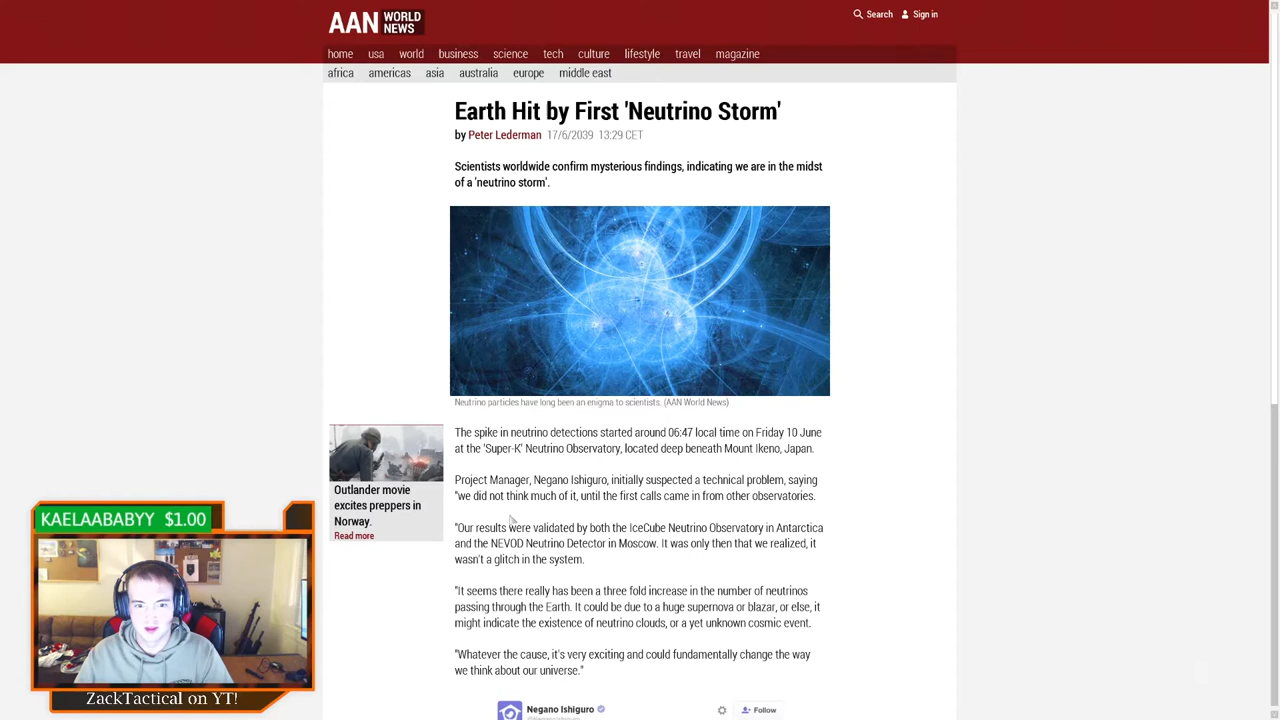 AAN WORLD NEWS
Search Sign in
home usa world business science tech culture lifestyle travel magazine
africa americas asia australia europe middle east
Earth Hit by First 'Neutrino Storm'
by Peter Lederman 17/6/2039 13:29 CET
Scientists worldwide confirm mysterious findings, indicating we are in the midst
of a 'neutrino storm'.
Neutrino particles have long been an enigma to scientists. (AAN World News)
The spike in neutrino detections started around 06:47 local time on Friday 10 June
at the 'Super-K' Neutrino Observatory, located deep beneath Mount Ikeno, Japan.
Project Manager, Negano Ishiguro, initially suspected a technical problem, saying
"we did not think much of it, until the first calls came in from other observatories.
"Our results were validated by both the IceCube Neutrino Observatory in Antarctica
and the NEVOD Neutrino Detector in Moscow. It was only then that we realized, it
wasn't a glitch in the system.
"It seems there really has been a three fold increase in the number of neutrinos
passing through the Earth. It could be due to a huge supernova or blazar, or else, it
might indicate the existence of neutrino clouds, or a yet unknown cosmic event.
"Whatever the cause, it's very exciting and could fundamentally change the way
we think about our universe."
Negano Ishiguro
Follow
Outlander movie
excites preppers in
Norway.
Read more
KAELAABABYY $1.00
ZackTactical on YT!